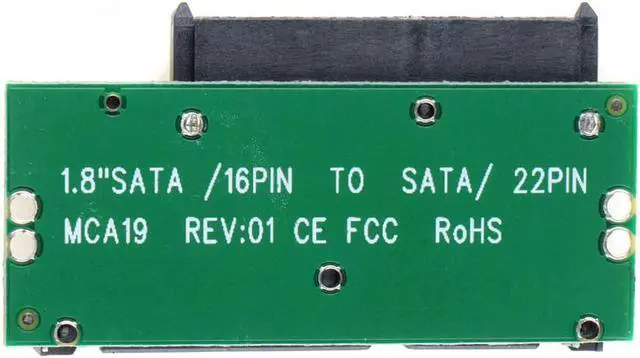 1.8"SATA /16PIN TO SATA/ 22PIN
MCA19 REV:01 CE FCC RoHS